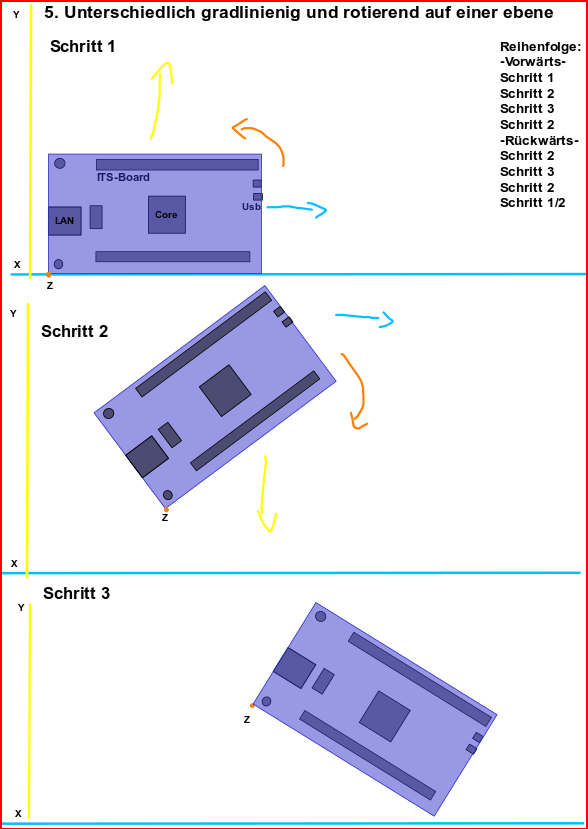 Y
5. Unterschiedlich gradlinienig und rotierend auf einer ebene
Schritt 1
Reihenfolge:
-Vorwärts-
Schritt 1
Schritt 2
Schritt 3
Schritt 2
-Rückwärts-
Schritt 2
Schritt 3
Schritt 2
Schritt 1/2
ITS-Board
LAN
Core
Usb
X
Z
Y
Schritt 2
Z
X
Schritt 3
Y
Z
X